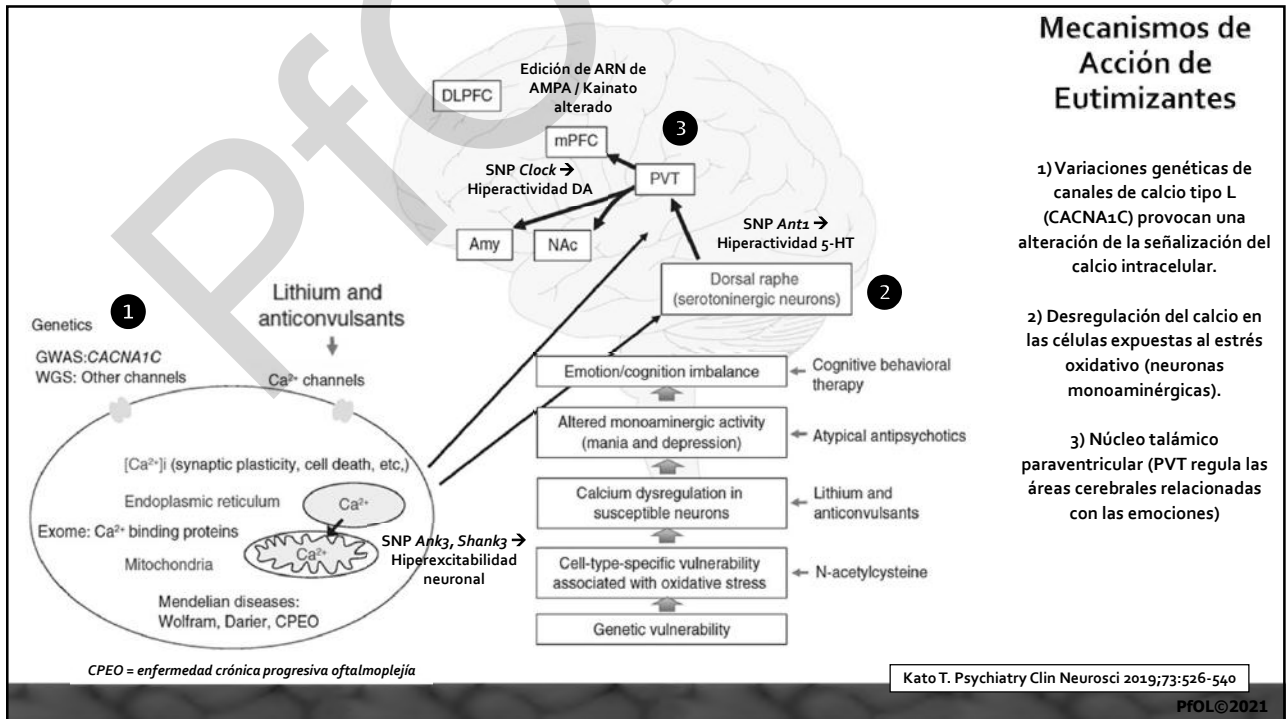 Mecanismos de
Acción de
Eutimizantes
1) Variaciones genéticas de
canales de calcio tipo L
(CACNA1C) provocan una
alteración de la señalización del
calcio intracelular.
2) Desregulación del calcio en
las células expuestas al estrés
oxidativo (neuronas
monoaminérgicas).
3) Núcleo talámico
paraventricular (PVT regula las
áreas cerebrales relacionadas
con las emociones)
Edición de ARN de
AMPA / Kainato
alterado
DLPFC
3
mPFC
SNP Clock →
Hiperactividad DA
PVT
SNP Ant1 →
Hiperactividad 5-HT
Amy
NAc
Dorsal raphe
(serotoninergic neurons)
2
1
Lithium and
anticonvulsants
Genetics
GWAS:CACNA1C
WGS: Other channels
Ca²⁺ channels
[Ca²⁺]i (synaptic plasticity, cell death, etc,)
Endoplasmic reticulum
Ca²⁺
Exome: Ca²⁺ binding proteins
Ca²⁺
Mitochondria
Mendelian diseases:
Wolfram, Darier, CPEO
SNP Ank3, Shank3 →
Hiperexcitabilidad
neuronal
Emotion/cognition imbalance
Cognitive behavioral
therapy
Altered monoaminergic activity
(mania and depression)
Atypical antipsychotics
Calcium dysregulation in
susceptible neurons
Lithium and
anticonvulsants
Cell-type-specific vulnerability
associated with oxidative stress
N-acetylcysteine
Genetic vulnerability
CPEO = enfermedad crónica progresiva oftalmoplejía
Kato T. Psychiatry Clin Neurosci 2019;73:526-540
PfOL©2021